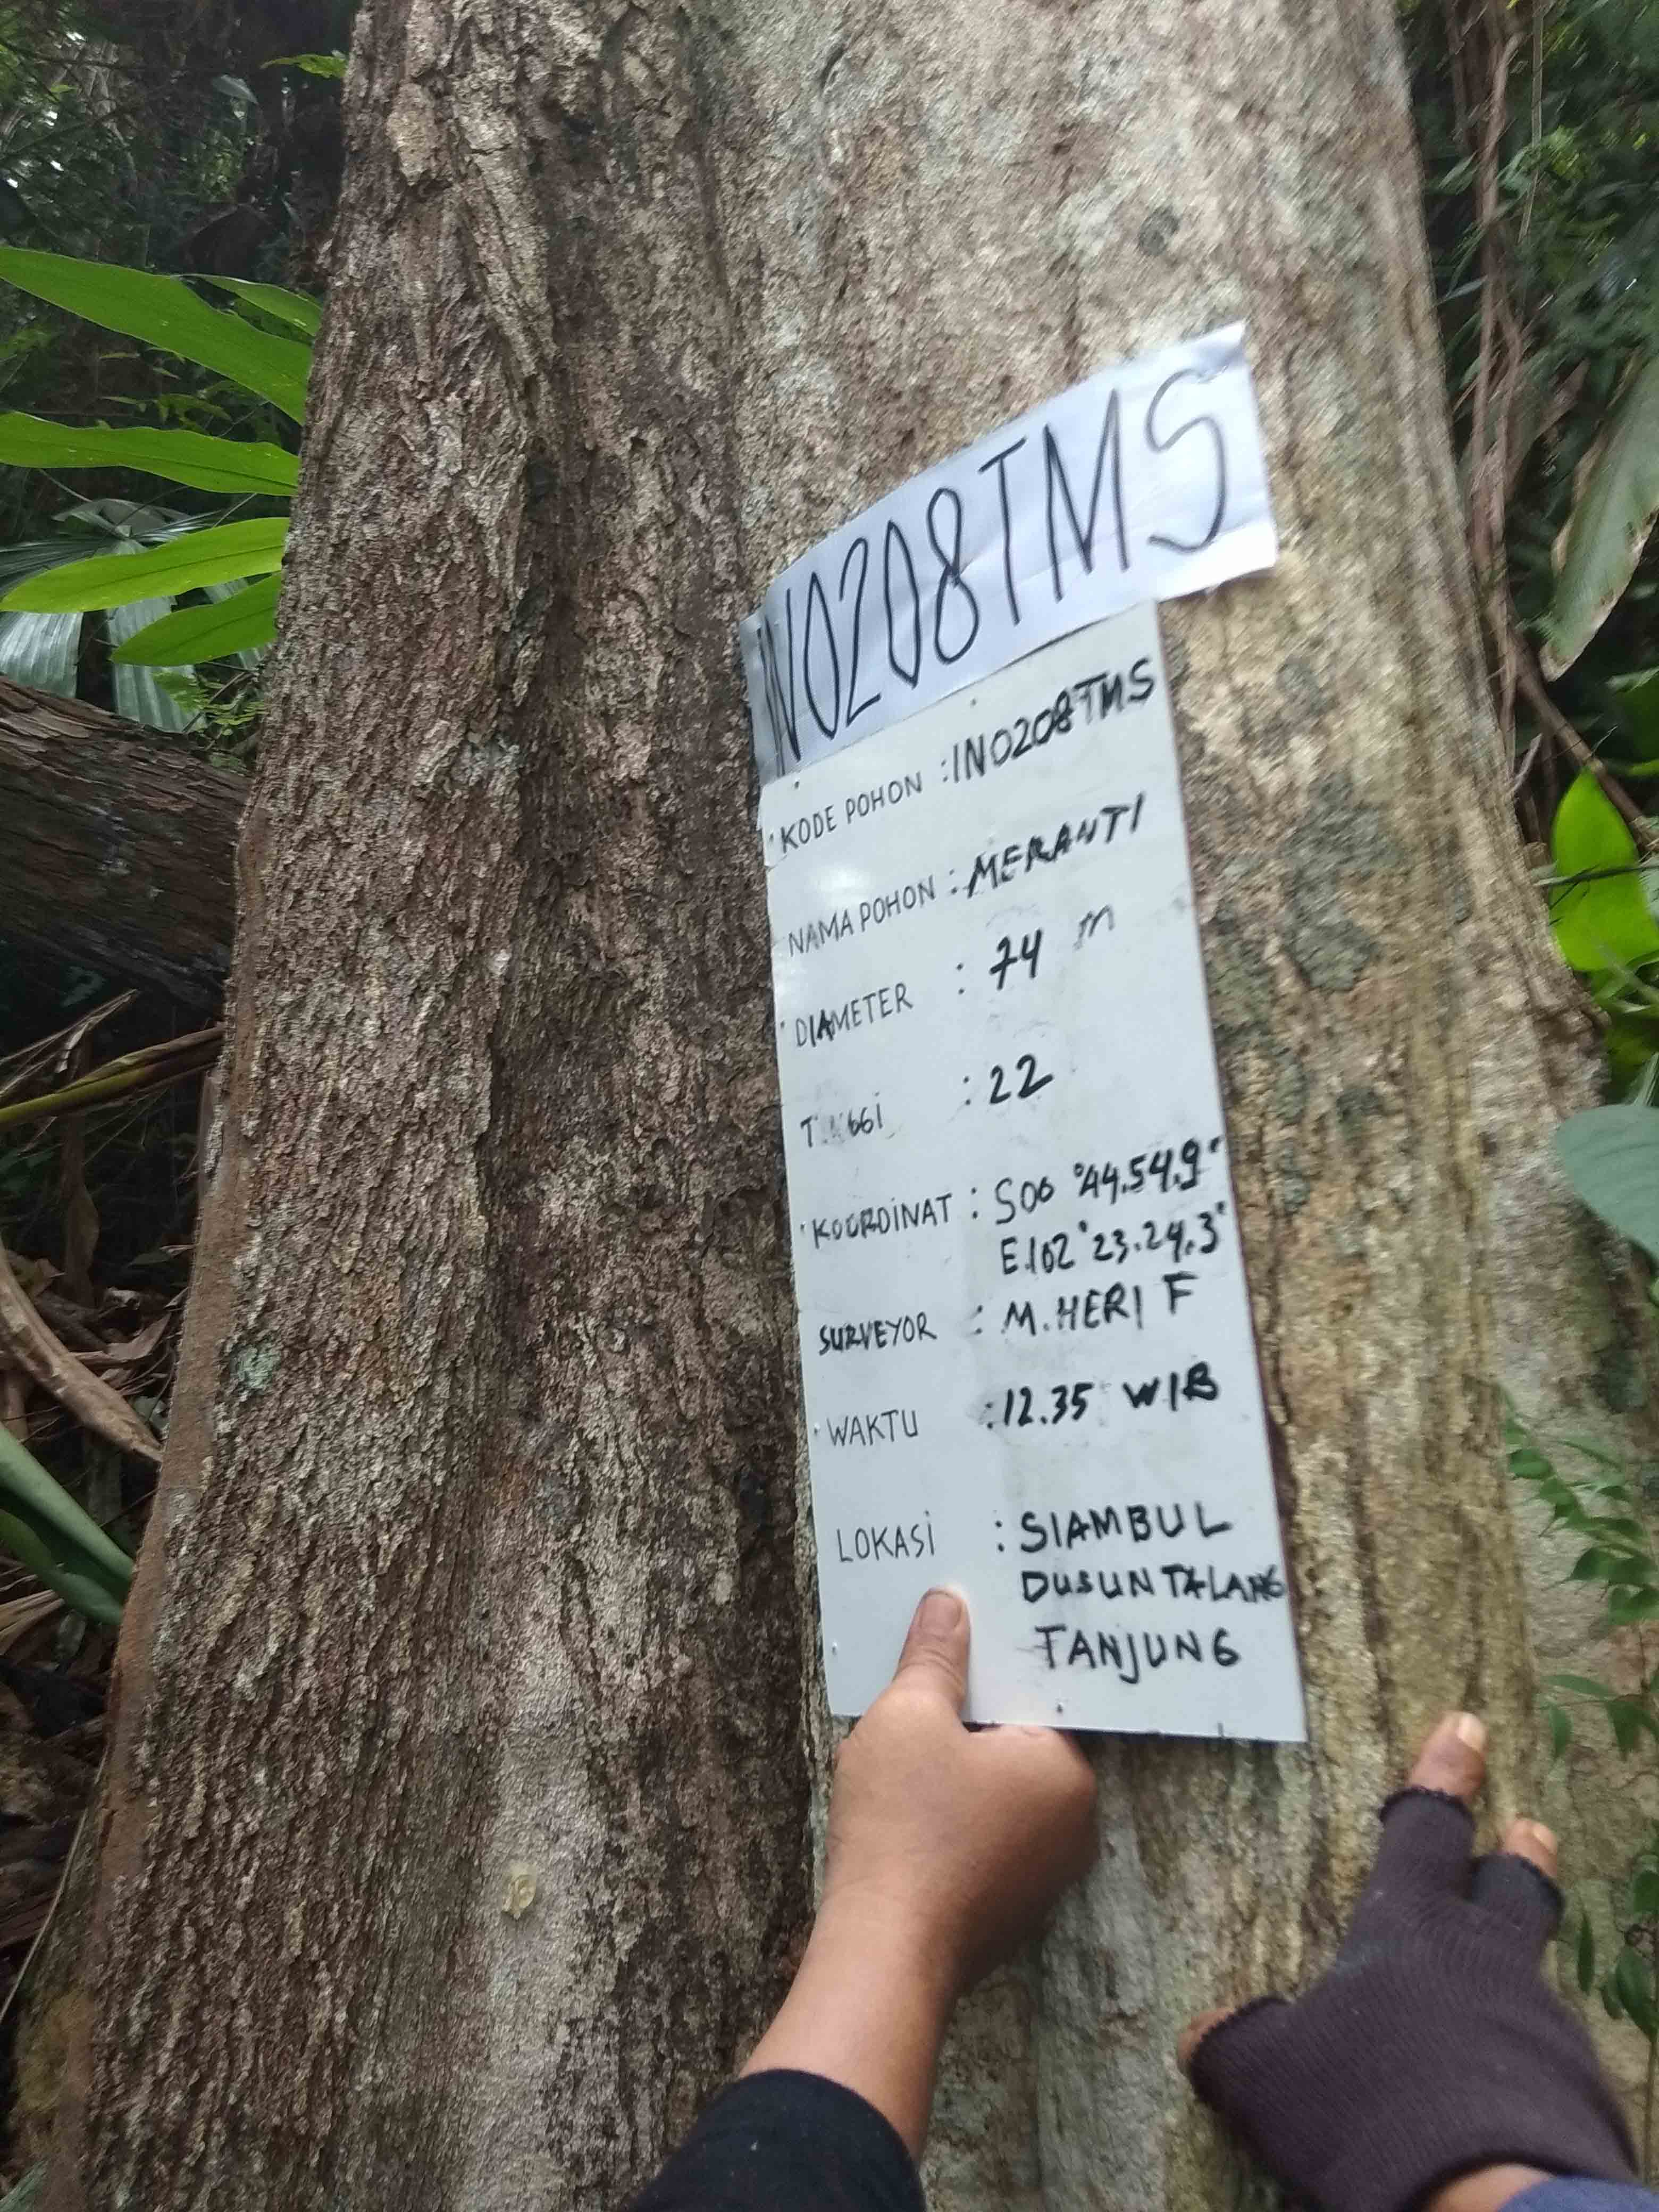 IN0208TMS
KODE POHON : IN0208TMS
NAMA POHON : MERANTI
DIAMETER : 74 m
: 22
KOORDINAT : S00°44.54.9"
E.102°23.24.3"
SURVEYOR : M.HERI F
WAKTU : 12.35 WIB
LOKASi : SIAMBUL
DUSUN TALANG
TANJUNG